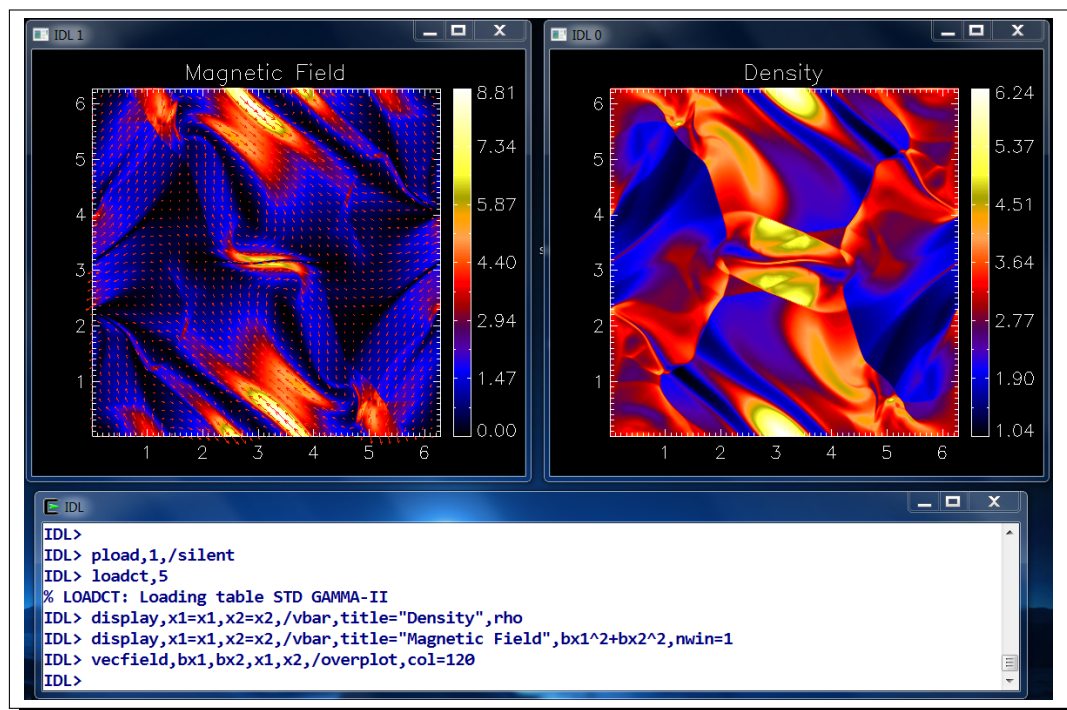 IDL 1
Magnetic Field
6
5
4
3
2
1
1 2 3 4 5 6
8.81
7.34
5.87
4.40
2.94
1.47
0.00
IDL 0
Density
6
5
4
3
2
1
1 2 3 4 5 6
6.24
5.37
4.51
3.64
2.77
1.90
1.04
s
IDL
IDL>
IDL> pload,1,/silent
IDL> loadct,5
% LOADCT: Loading table STD GAMMA-II
IDL> display,x1=x1,x2=x2,/vbar,title="Density",rho
IDL> display,x1=x1,x2=x2,/vbar,title="Magnetic Field",bx1^2+bx2^2,nwin=1
IDL> vecfield,bx1,bx2,x1,x2,/overplot,col=120
IDL>